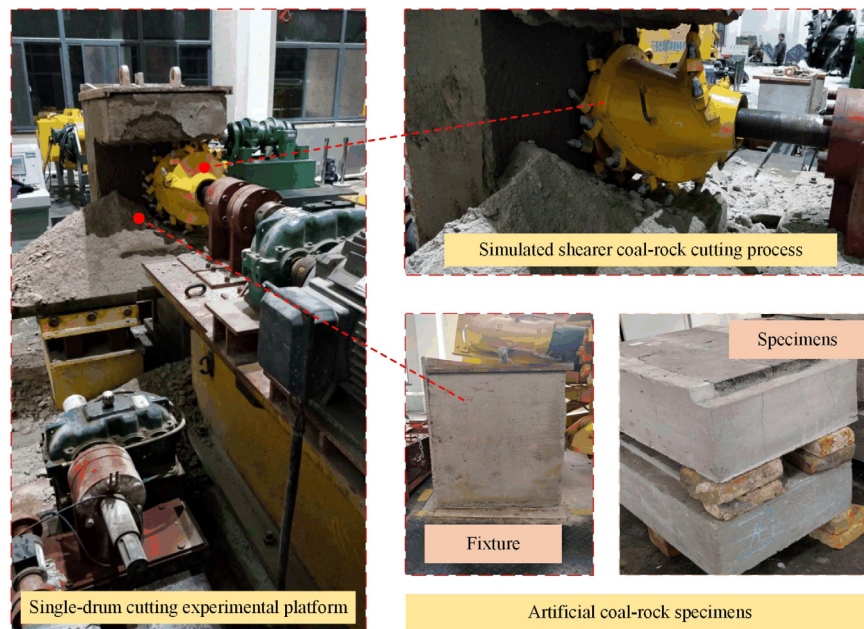 Simulated shearer coal-rock cutting process
Specimens
Fixture
Single-drum cutting experimental platform
Artificial coal-rock specimens